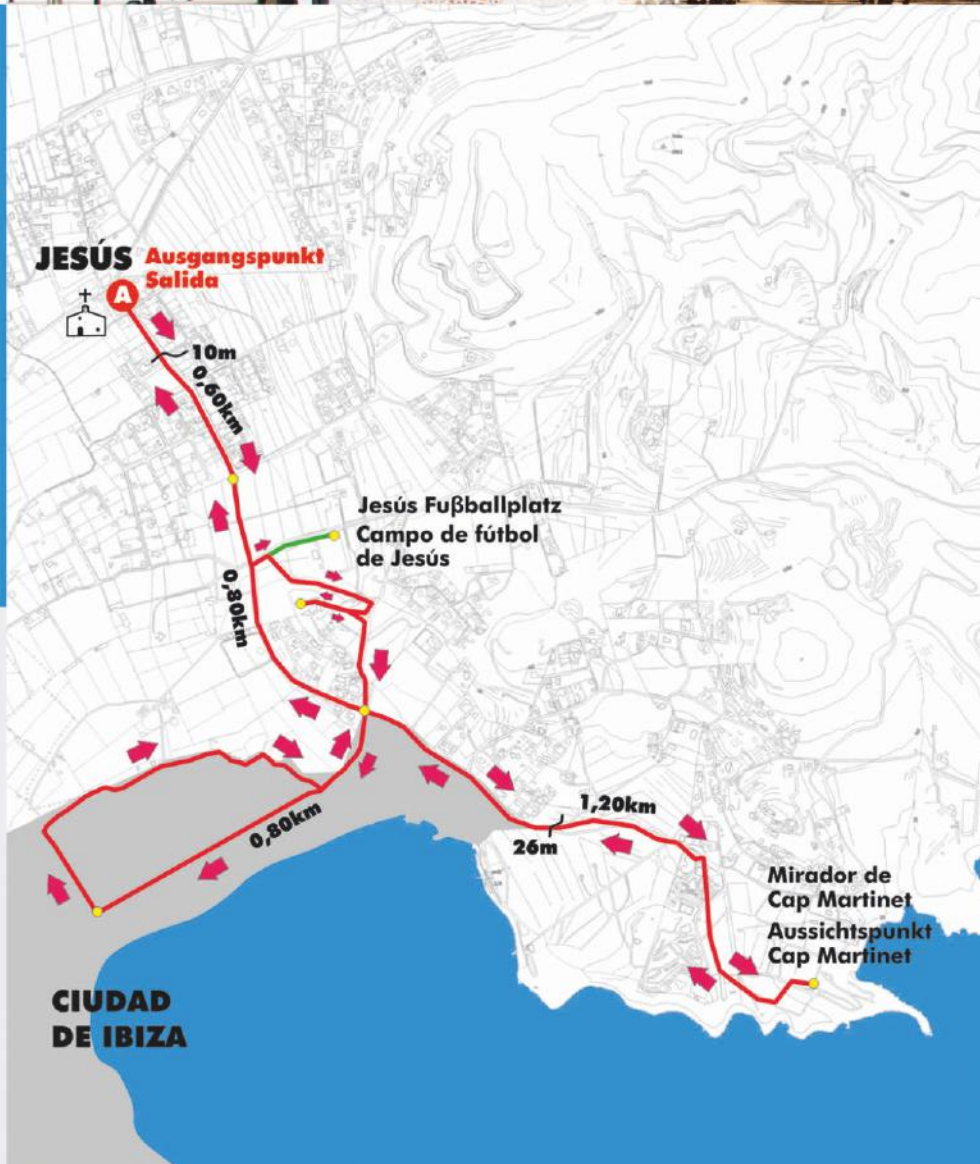 JESÚS
Ausgangspunkt
Salida
A
10m
0,60km
Jesús Fußballplatz
Campo de fútbol
de Jesús
0,80km
0,80km
1,20km
26m
Mirador de
Cap Martinet
Aussichtspunkt
Cap Martinet
CIUDAD
DE IBIZA